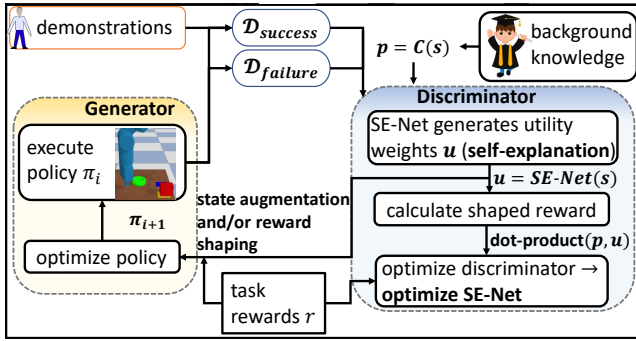 demonstrations
𝓓success
𝓓failure
p = C(s)
background
knowledge
Generator
execute
policy πi
πi+1
optimize policy
state augmentation
and/or reward
shaping
task
rewards r
Discriminator
SE-Net generates utility
weights u (self-explanation)
u = SE-Net(s)
calculate shaped reward
dot-product(p, u)
optimize discriminator →
optimize SE-Net